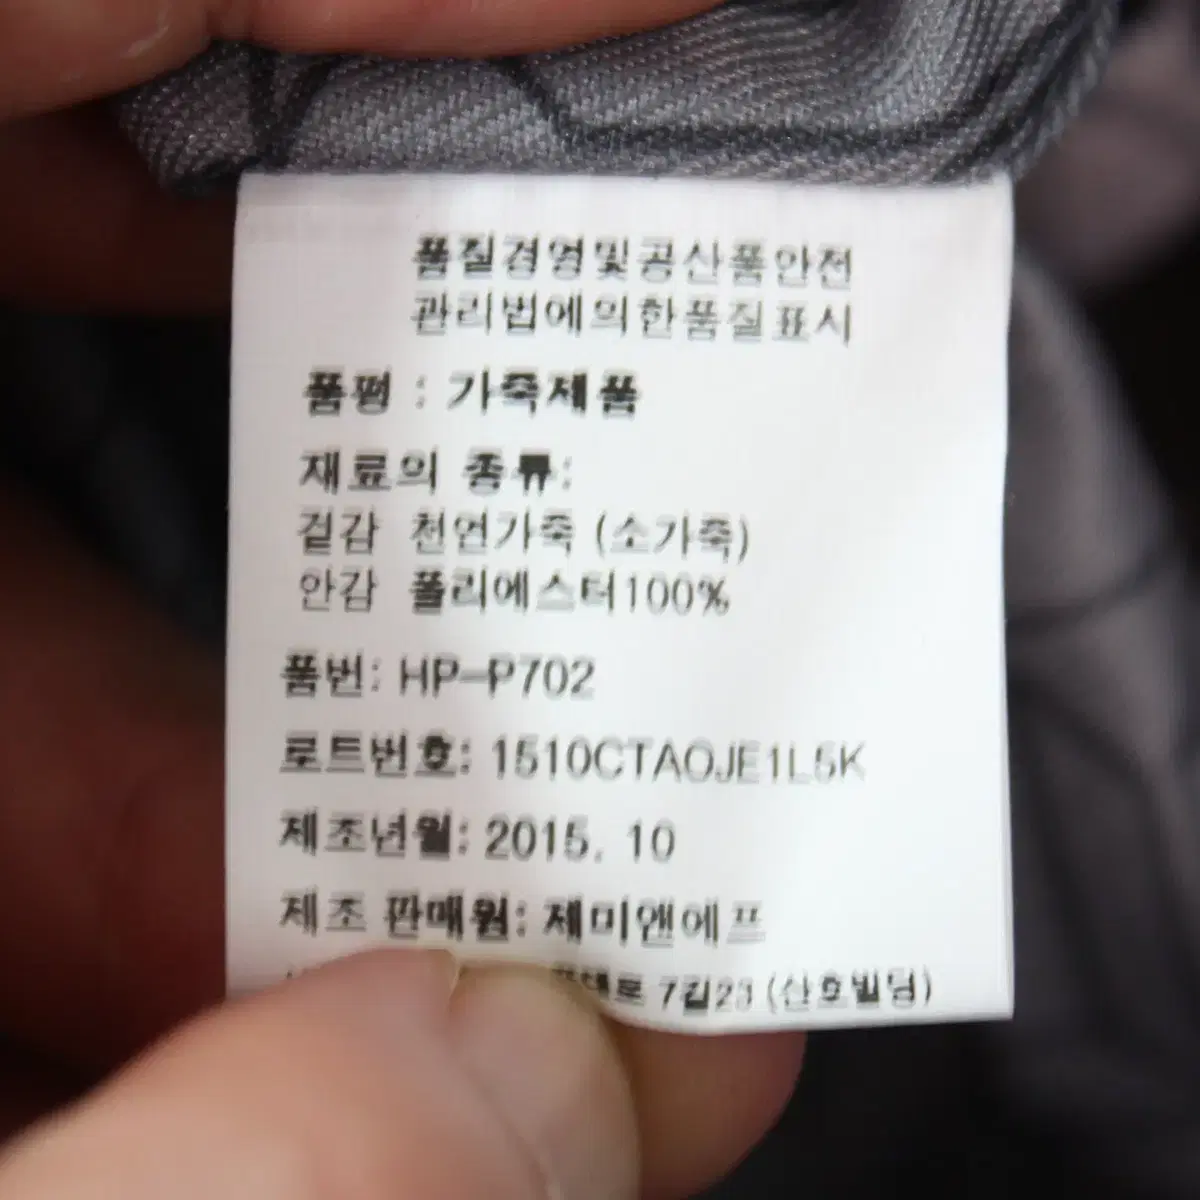 품질경영및공산품안전
관리법에의한품질표시
품평 : 가죽제품
재료의 종류:
겉감 천연가죽 (소가죽)
안감 폴리에스터100%
품번: HP-P702
로트번호: 1510CTAOJE1L5K
제조년월: 2015. 10
제조 판매원: 제미앤에프
7길23 (산호빌딩)